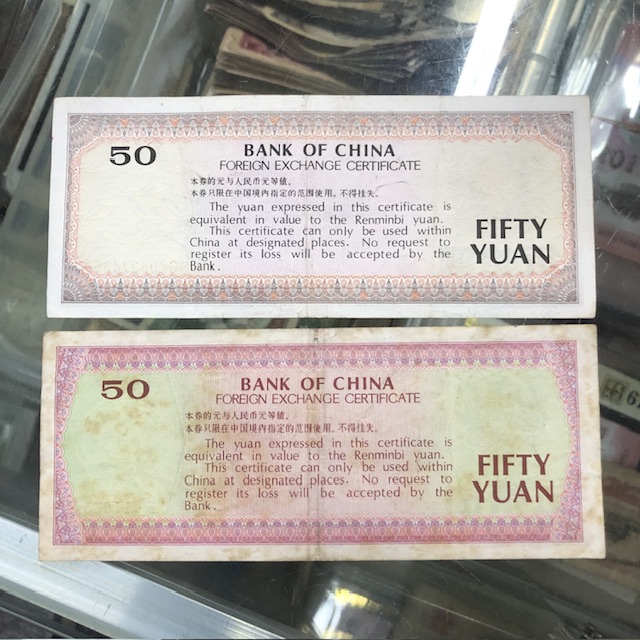 50
BANK OF CHINA
FOREIGN EXCHANGE CERTIFICATE
本券的元与人民币元等值。
本券只限在中国境内指定的范围使用,不得挂失。
The yuan expressed in this certificate is
equivalent in value to the Renminbi yuan.
This certificate can only be used within
China at designated places. No request to
register its loss will be accepted by the
Bank.
FIFTY
YUAN
50
BANK OF CHINA
FOREIGN EXCHANGE CERTIFICATE
本券的元与人民币元等值。
本券只限在中国境内指定的范围使用,不得挂失。
The yuan expressed in this certificate is
equivalent in value to the Renminbi yuan.
This certificate can only be used within
China at designated places. No request to
register its loss will be accepted by the
Bank.
FIFTY
YUAN